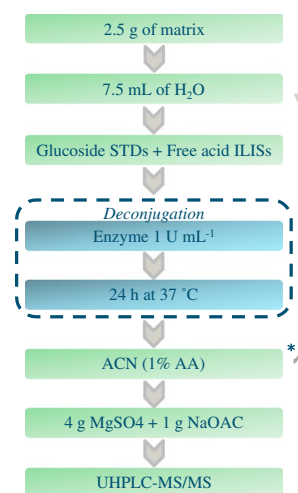 2.5 g of matrix
7.5 mL of H₂O
Glucoside STDs + Free acid ILISs
Deconjugation
Enzyme 1 U mL⁻¹
24 h at 37 ˚C
ACN (1% AA)
*
4 g MgSO4 + 1 g NaOAC
UHPLC-MS/MS